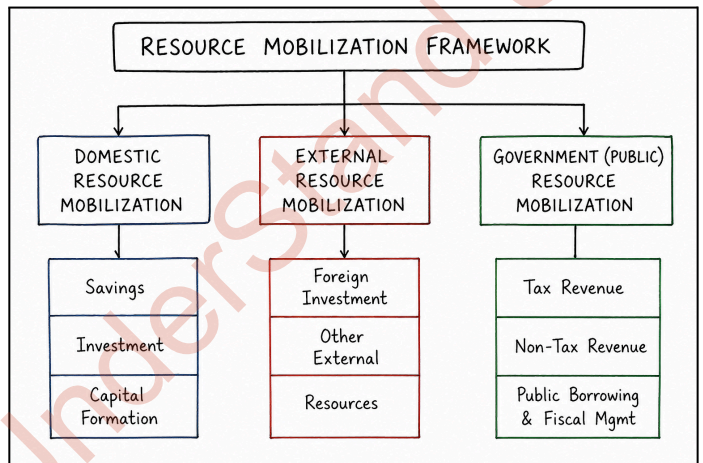 RESOURCE MOBILIZATION FRAMEWORK
DOMESTIC
RESOURCE
MOBILIZATION
Savings
Investment
Capital
Formation
EXTERNAL
RESOURCE
MOBILIZATION
Foreign
Investment
Other
External
Resources
GOVERNMENT (PUBLIC)
RESOURCE
MOBILIZATION
Tax Revenue
Non-Tax Revenue
Public Borrowing
& Fiscal Mgmt
InderStand